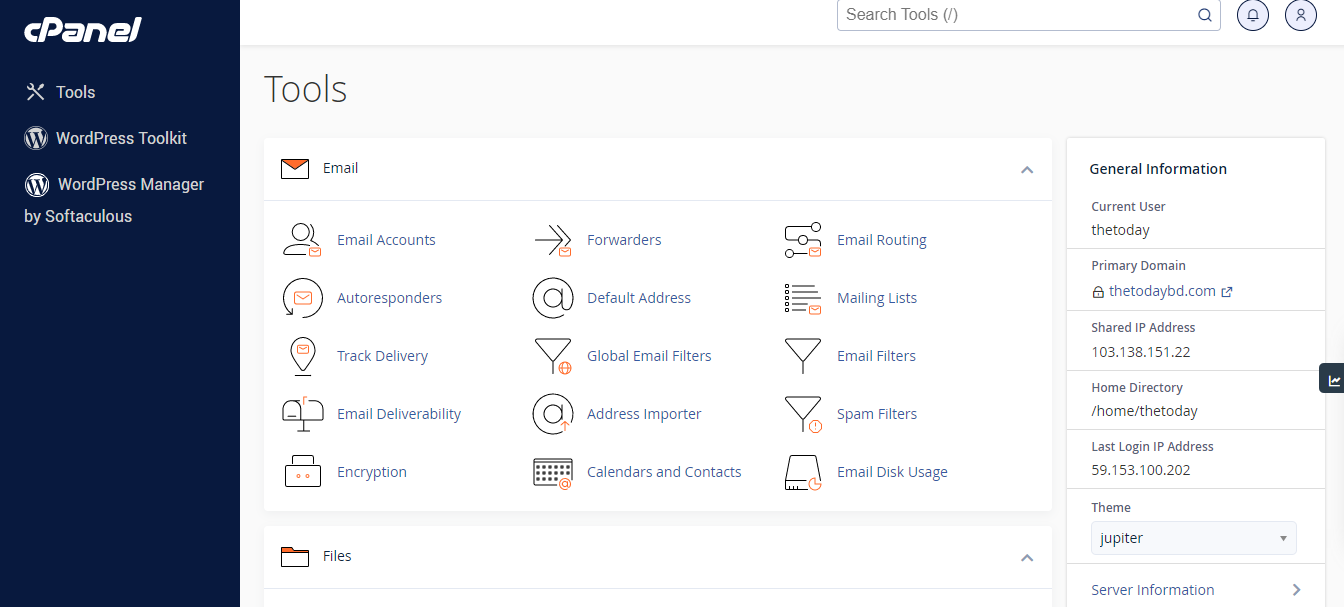 cPanel
Search Tools (/)
Tools
WordPress Toolkit
WordPress Manager
by Softaculous
Tools
Email
Email Accounts
Forwarders
Email Routing
Autoresponders
Default Address
Mailing Lists
Track Delivery
Global Email Filters
Email Filters
Email Deliverability
Address Importer
Spam Filters
Encryption
Calendars and Contacts
Email Disk Usage
Files
General Information
Current User
thetoday
Primary Domain
thetodaybd.com
Shared IP Address
103.138.151.22
Home Directory
/home/thetoday
Last Login IP Address
59.153.100.202
Theme
jupiter
Server Information